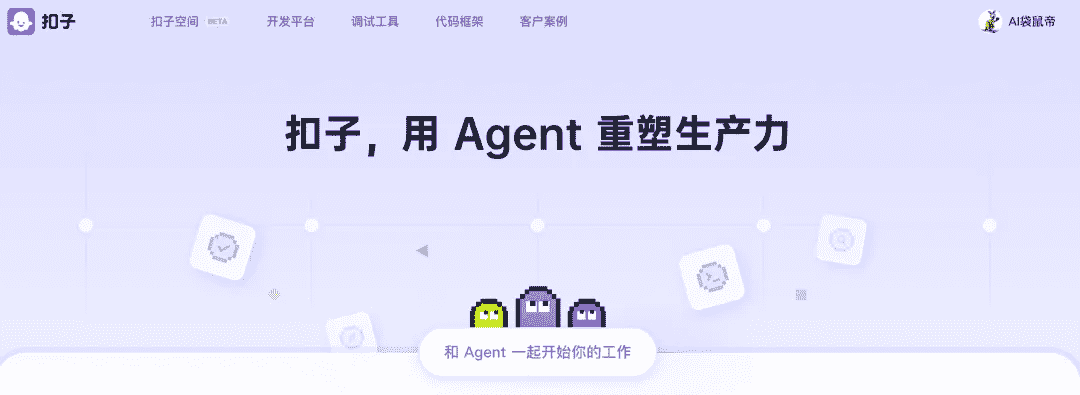 扣子 扣子空间 BETA 开发平台 调试工具 代码框架 客户案例 AI袋鼠帝
扣子，用 Agent 重塑生产力
和 Agent 一起开始你的工作